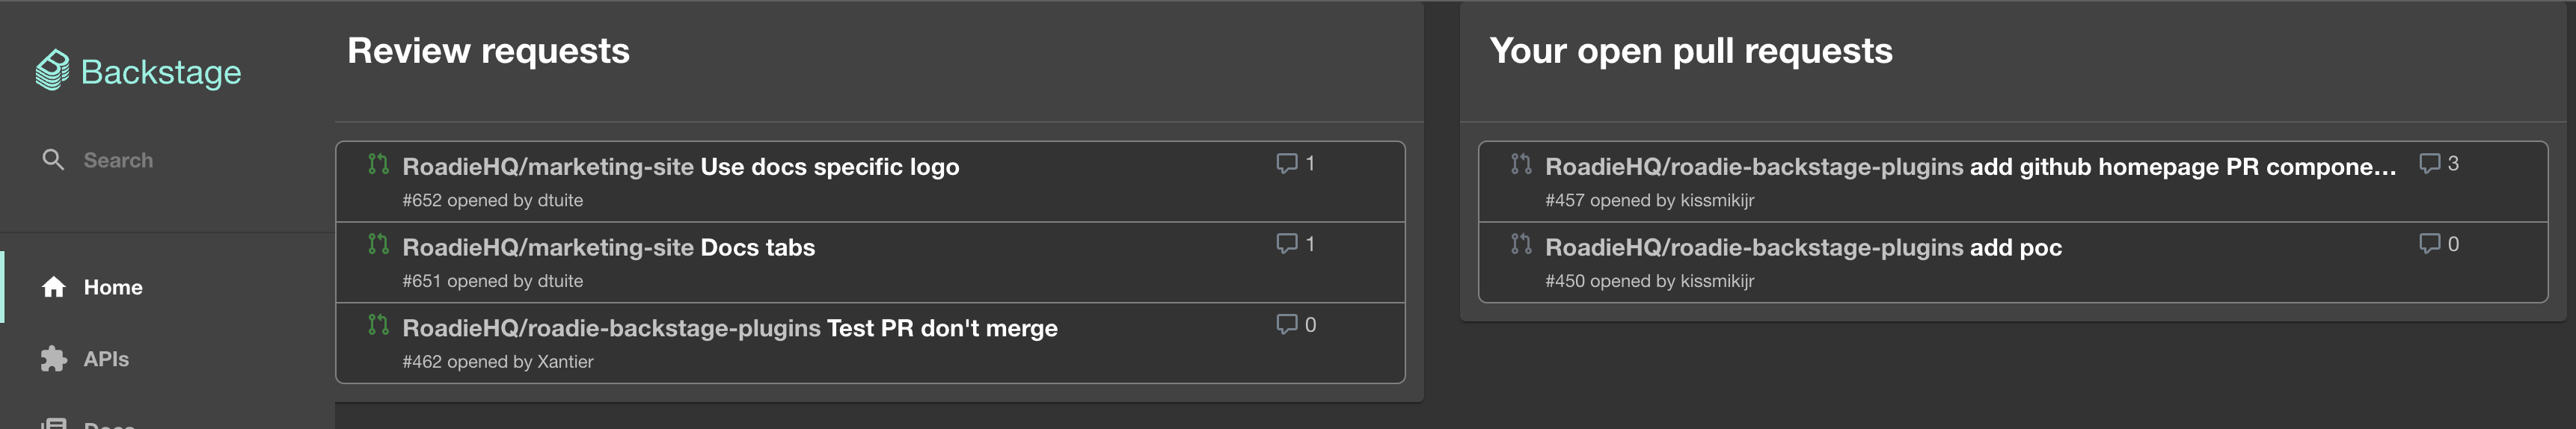 Backstage
Search
Home
APIs
Docs
Review requests
RoadieHQ/marketing-site Use docs specific logo 1
#652 opened by dtuite
RoadieHQ/marketing-site Docs tabs 1
#651 opened by dtuite
RoadieHQ/roadie-backstage-plugins Test PR don't merge 0
#462 opened by Xantier
Your open pull requests
RoadieHQ/roadie-backstage-plugins add github homepage PR compone... 3
#457 opened by kissmikijr
RoadieHQ/roadie-backstage-plugins add poc 0
#450 opened by kissmikijr